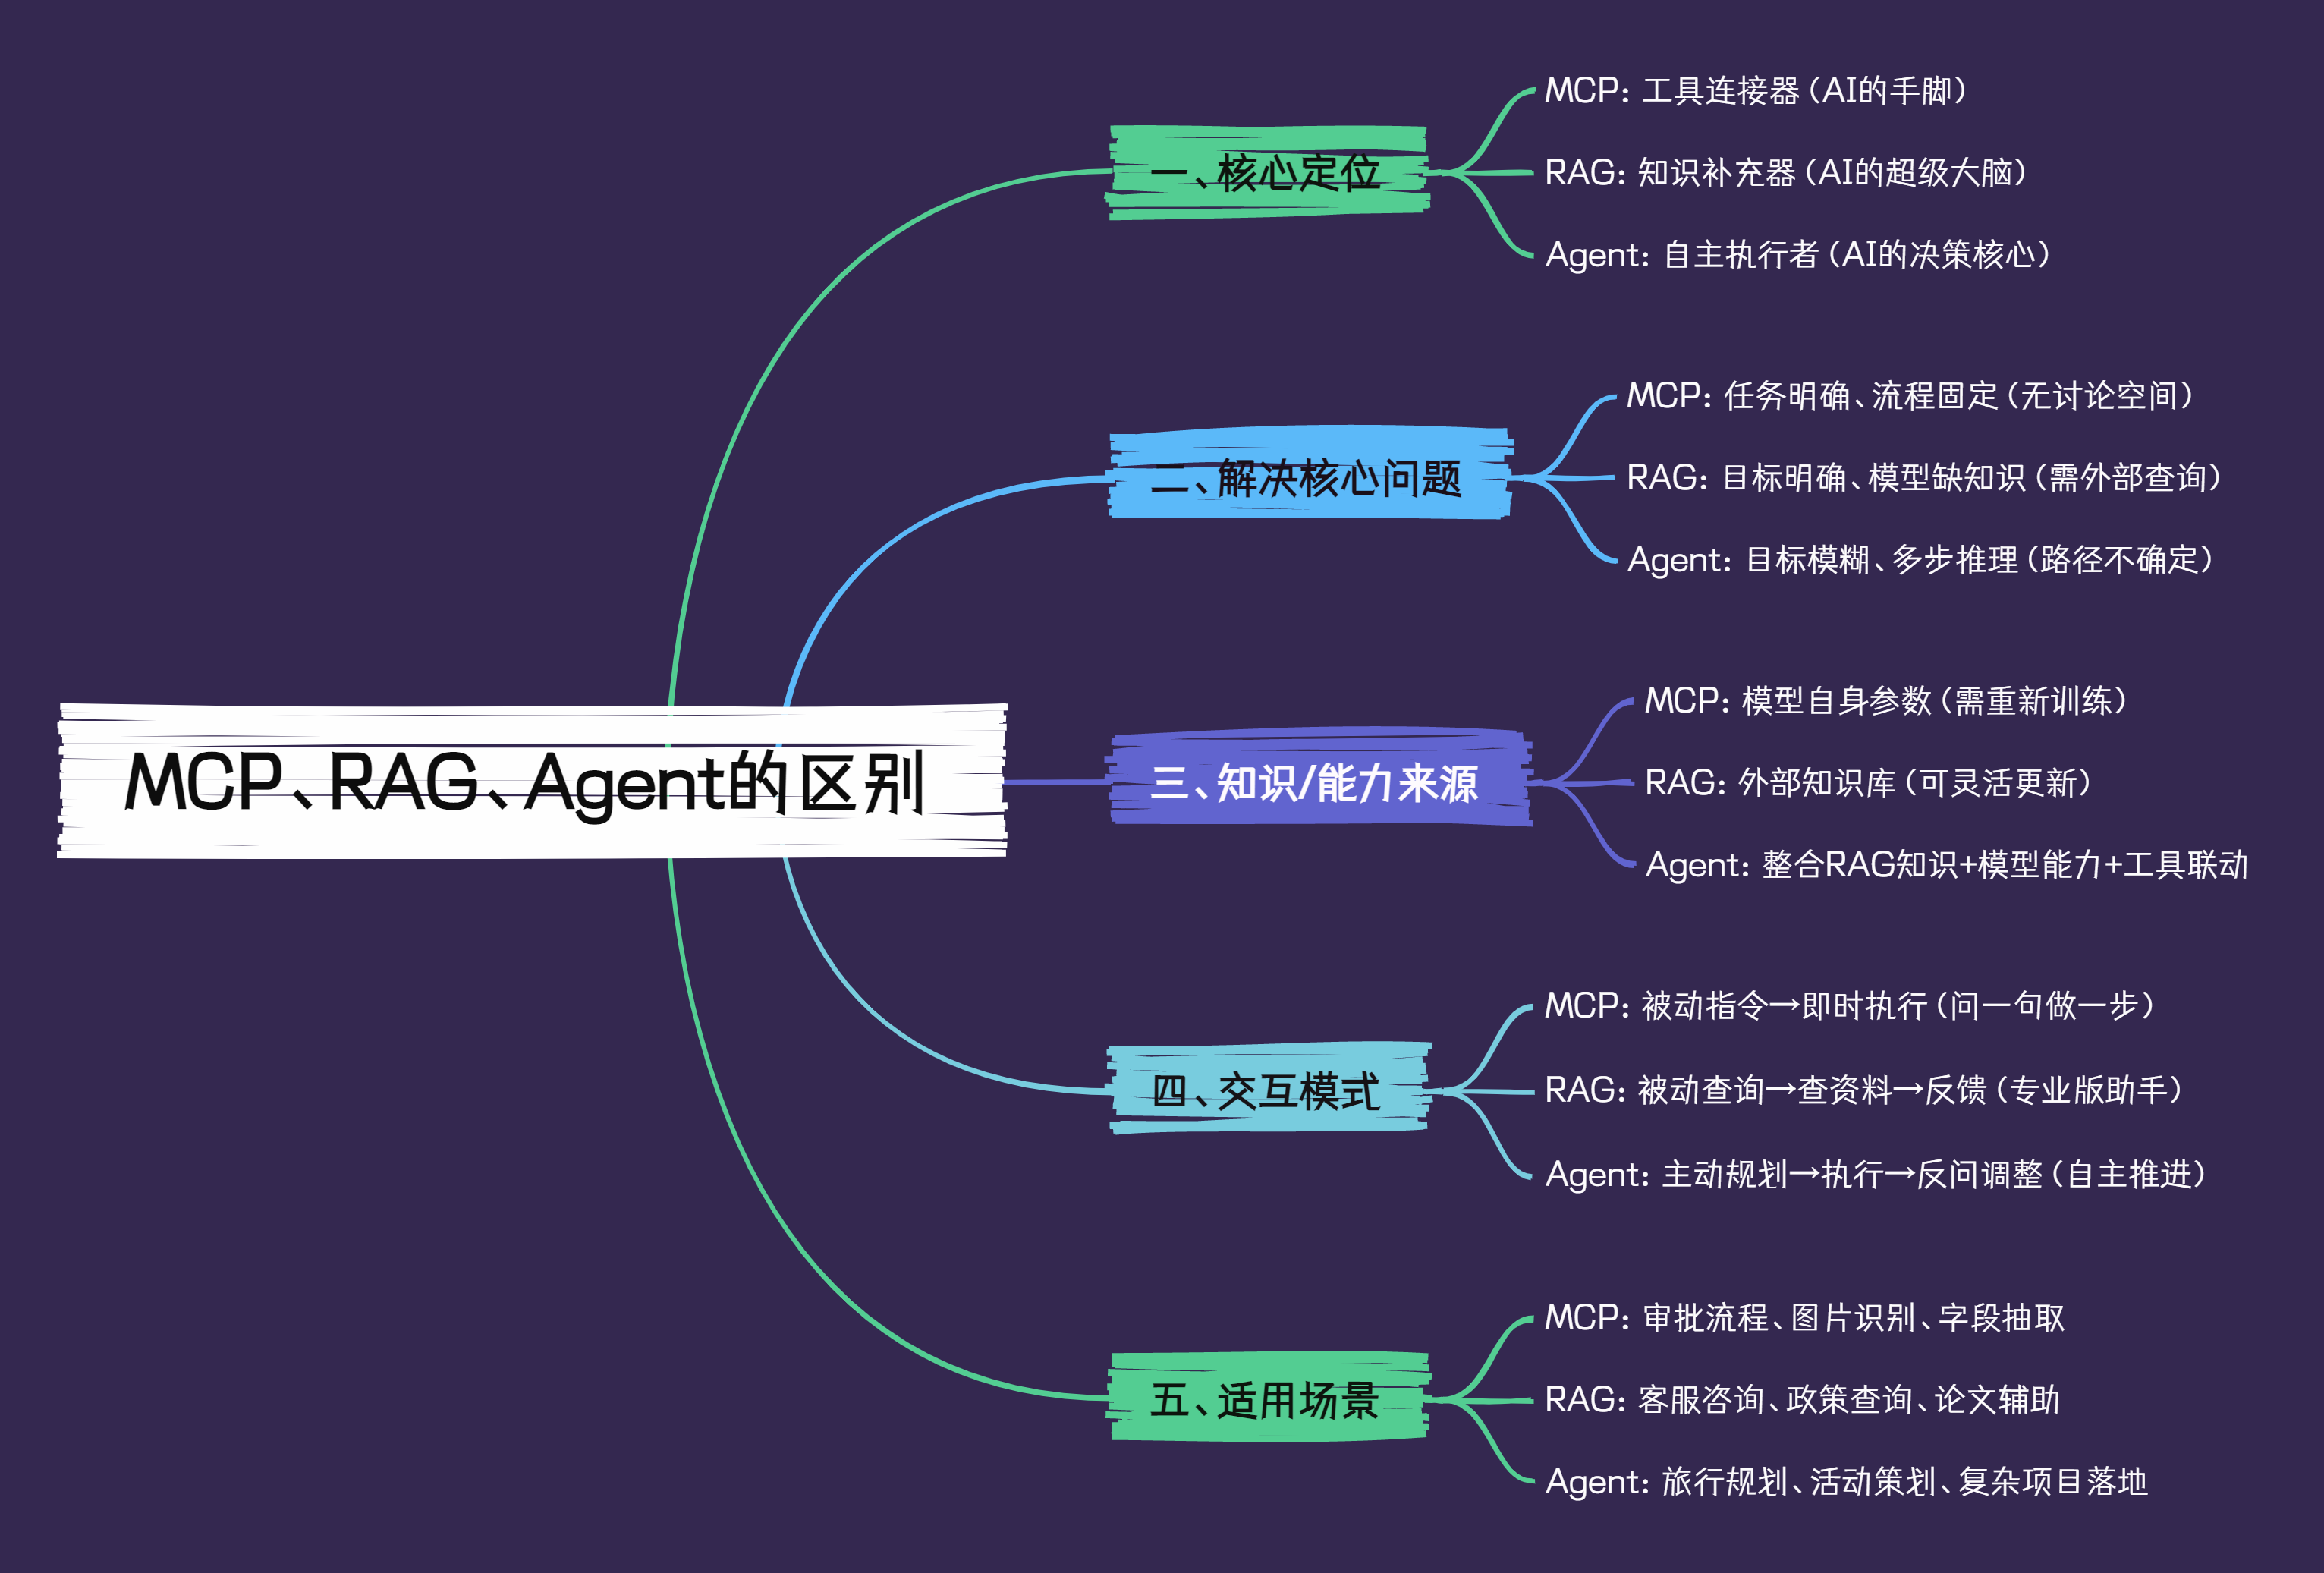 MCP、RAG、Agent的区别
一、核心定位
MCP：工具连接器（AI的手脚）
RAG：知识补充器（AI的超级大脑）
Agent：自主执行者（AI的决策核心）
二、解决核心问题
MCP：任务明确、流程固定（无讨论空间）
RAG：目标明确、模型缺知识（需外部查询）
Agent：目标模糊、多步推理（路径不确定）
三、知识/能力来源
MCP：模型自身参数（需重新训练）
RAG：外部知识库（可灵活更新）
Agent：整合RAG知识+模型能力+工具联动
四、交互模式
MCP：被动指令→即时执行（问一句做一步）
RAG：被动查询→查资料→反馈（专业版助手）
Agent：主动规划→执行→反问调整（自主推进）
五、适用场景
MCP：审批流程、图片识别、字段抽取
RAG：客服咨询、政策查询、论文辅助
Agent：旅行规划、活动策划、复杂项目落地